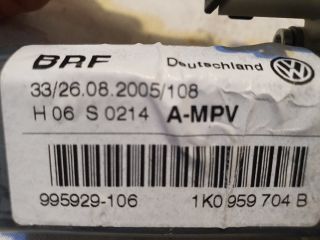 BRF Deutschland
33/26.08.2005/108
H 06 S 0214 A-MPV
995929-106 1K0 959 704 B